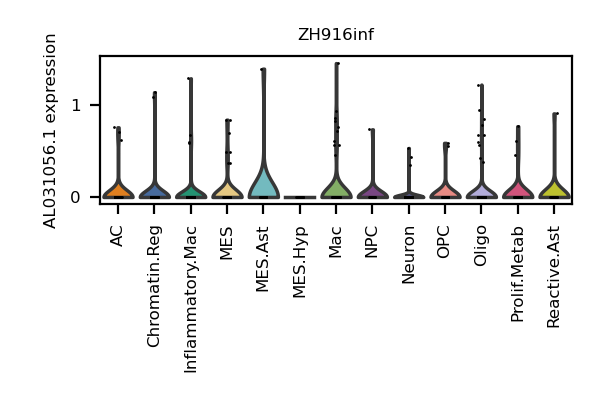 ZH916inf
AL031056.1 expression
1
0
AC
Chromatin.Reg
Inflammatory.Mac
MES
MES.Ast
MES.Hyp
Mac
NPC
Neuron
OPC
Oligo
Prolif.Metab
Reactive.Ast